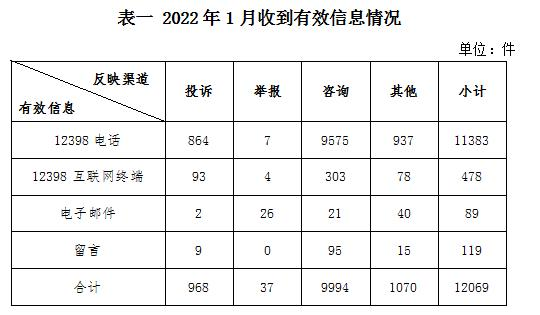 表一 2022 年 1 月收到有效信息情况
单位：件
反映渠道 有效信息 投诉 举报 咨询 其他 小计
12398 电话 864 7 9575 937 11383
12398 互联网终端 93 4 303 78 478
电子邮件 2 26 21 40 89
留言 9 0 95 15 119
合计 968 37 9994 1070 12069